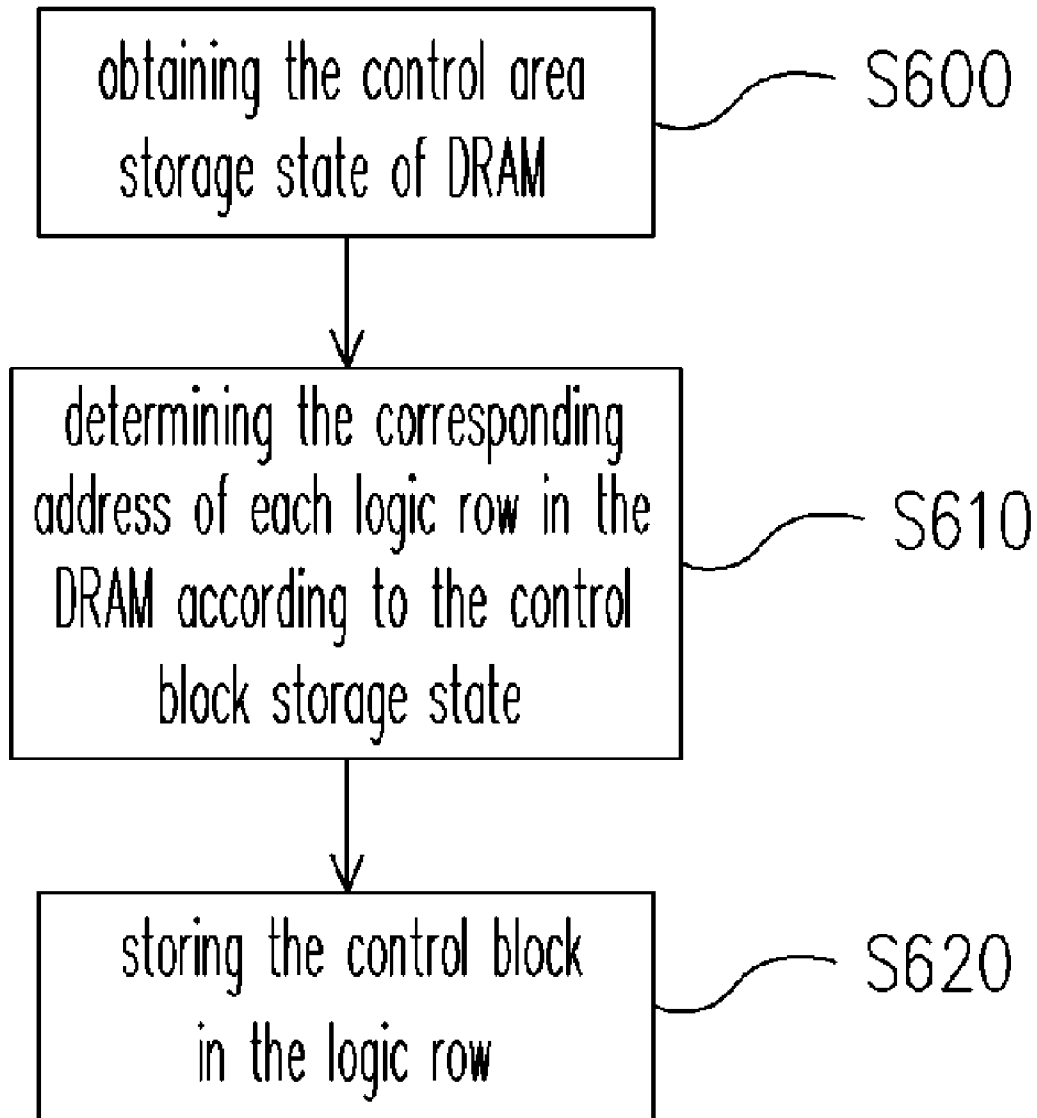 obtaining the control area
storage state of DRAM
S600
determining the corresponding
address of each logic row in the
DRAM according to the control
block storage state
S610
storing the control block
in the logic row
S620